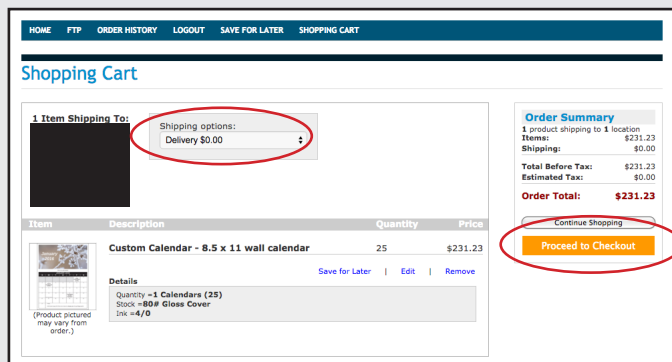 HOME FTP ORDER HISTORY LOGOUT SAVE FOR LATER SHOPPING CART
Shopping Cart
1 Item Shipping To:
Shipping options:
Delivery $0.00
Item Description Quantity Price
Custom Calendar - 8.5 x 11 wall calendar 25 $231.23
Save for Later | Edit | Remove
Details
Quantity =1 Calendars (25)
Stock =80# Gloss Cover
Ink =4/0
(Product pictured
may vary from
order.)
Order Summary
1 product shipping to 1 location
Items: $231.23
Shipping: $0.00
Total Before Tax: $231.23
Estimated Tax: $0.00
Order Total: $231.23
Continue Shopping
Proceed to Checkout